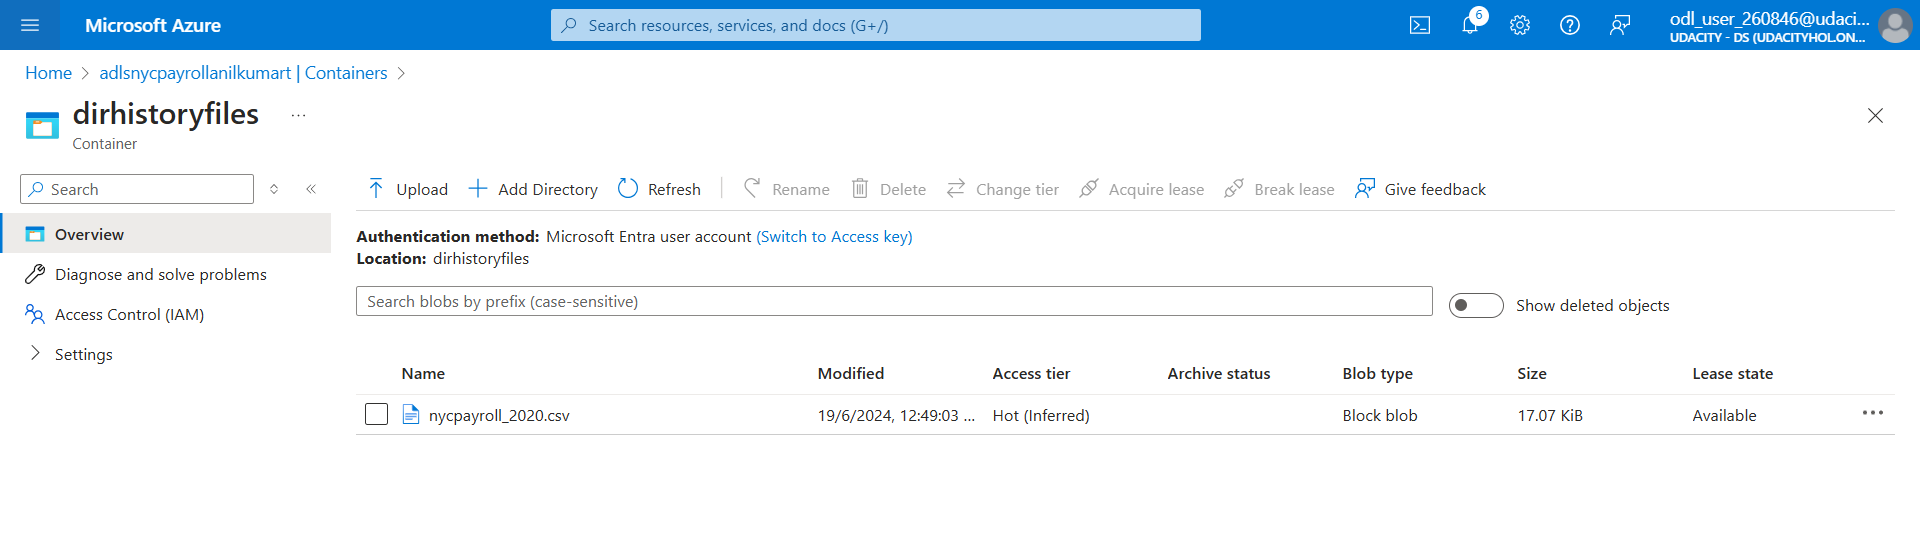 Microsoft Azure
Search resources, services, and docs (G+/)
6
odl_user_260846@udaci...
UDACITY - DS (UDACITYHOL.ON...
Home > adlsnycpayrollanilkumart | Containers >
dirhistoryfiles ...
Container
Search
Upload Add Directory Refresh Rename Delete Change tier Acquire lease Break lease Give feedback
Overview
Diagnose and solve problems
Access Control (IAM)
Settings
Authentication method: Microsoft Entra user account (Switch to Access key)
Location: dirhistoryfiles
Search blobs by prefix (case-sensitive)
Show deleted objects
Name Modified Access tier Archive status Blob type Size Lease state
nycpayroll_2020.csv 19/6/2024, 12:49:03 ... Hot (Inferred) Block blob 17.07 KiB Available ...